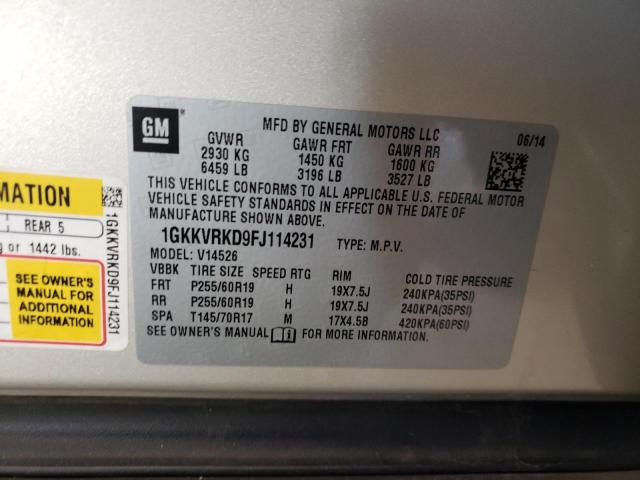 GM
MFD BY GENERAL MOTORS LLC 06/14
GVWR GAWR FRT GAWR RR
2930 KG 1450 KG 1600 KG
6459 LB 3196 LB 3527 LB
THIS VEHICLE CONFORMS TO ALL APPLICABLE U.S. FEDERAL MOTOR
VEHICLE SAFETY STANDARDS IN EFFECT ON THE DATE OF
MANUFACTURE SHOWN ABOVE.
1GKKVRKD9FJ114231 TYPE: M.P.V.
MODEL: V14526
VBBK TIRE SIZE SPEED RTG RIM COLD TIRE PRESSURE
FRT P255/60R19 H 19X7.5J 240KPA(35PSI)
RR P255/60R19 H 19X7.5J 240KPA(35PSI)
SPA T145/70R17 M 17X4.5B 420KPA(60PSI)
SEE OWNER'S MANUAL FOR MORE INFORMATION.
REAR 5
or 1442 lbs.
SEE OWNER'S
MANUAL FOR
ADDITIONAL
INFORMATION
1GKKVRKD9FJ114231